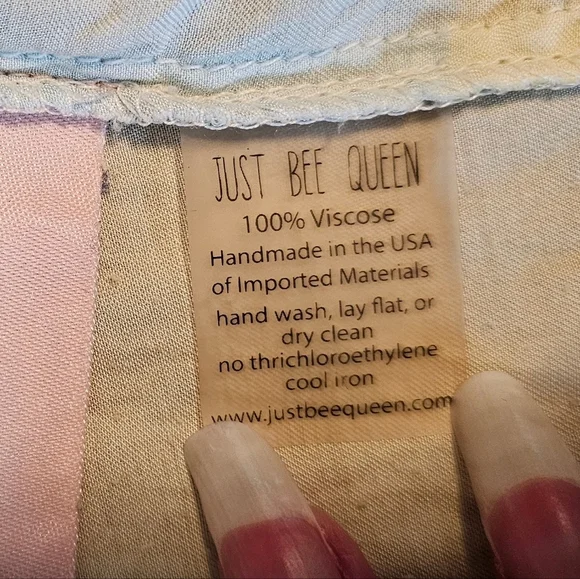 JUST BEE QUEEN
100% Viscose
Handmade in the USA
of Imported Materials
hand wash, lay flat, or
dry clean
no thrichloroethylene
cool iron
www.justbeequeen.com